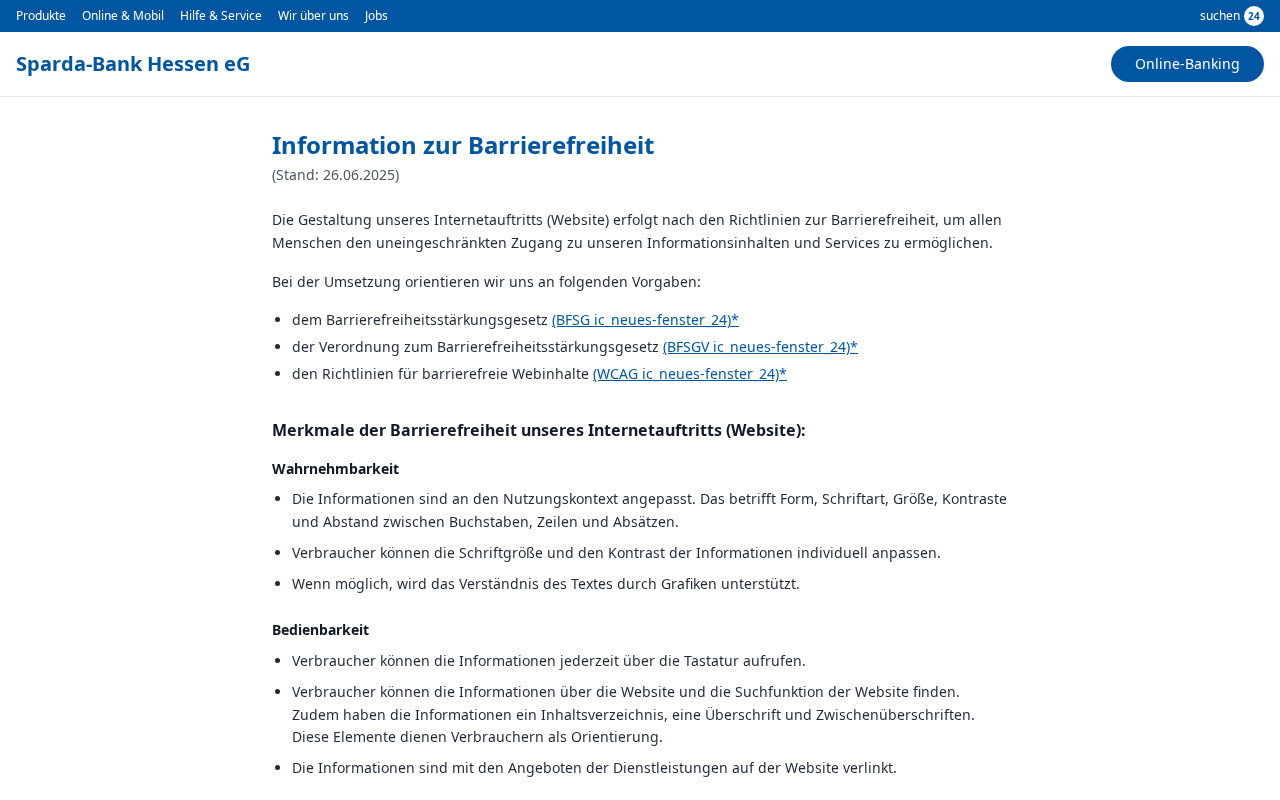 Produkte Online & Mobil Hilfe & Service Wir über uns Jobs suchen 24
Sparda-Bank Hessen eG Online-Banking
Information zur Barrierefreiheit
(Stand: 26.06.2025)
Die Gestaltung unseres Internetauftritts (Website) erfolgt nach den Richtlinien zur Barrierefreiheit, um allen
Menschen den uneingeschränkten Zugang zu unseren Informationsinhalten und Services zu ermöglichen.
Bei der Umsetzung orientieren wir uns an folgenden Vorgaben:
• dem Barrierefreiheitsstärkungsgesetz (BFSG ic_neues-fenster_24)*
• der Verordnung zum Barrierefreiheitsstärkungsgesetz (BFSGV ic_neues-fenster_24)*
• den Richtlinien für barrierefreie Webinhalte (WCAG ic_neues-fenster_24)*
Merkmale der Barrierefreiheit unseres Internetauftritts (Website):
Wahrnehmbarkeit
• Die Informationen sind an den Nutzungskontext angepasst. Das betrifft Form, Schriftart, Größe, Kontraste
und Abstand zwischen Buchstaben, Zeilen und Absätzen.
• Verbraucher können die Schriftgröße und den Kontrast der Informationen individuell anpassen.
• Wenn möglich, wird das Verständnis des Textes durch Grafiken unterstützt.
Bedienbarkeit
• Verbraucher können die Informationen jederzeit über die Tastatur aufrufen.
• Verbraucher können die Informationen über die Website und die Suchfunktion der Website finden.
Zudem haben die Informationen ein Inhaltsverzeichnis, eine Überschrift und Zwischenüberschriften.
Diese Elemente dienen Verbrauchern als Orientierung.
• Die Informationen sind mit den Angeboten der Dienstleistungen auf der Website verlinkt.